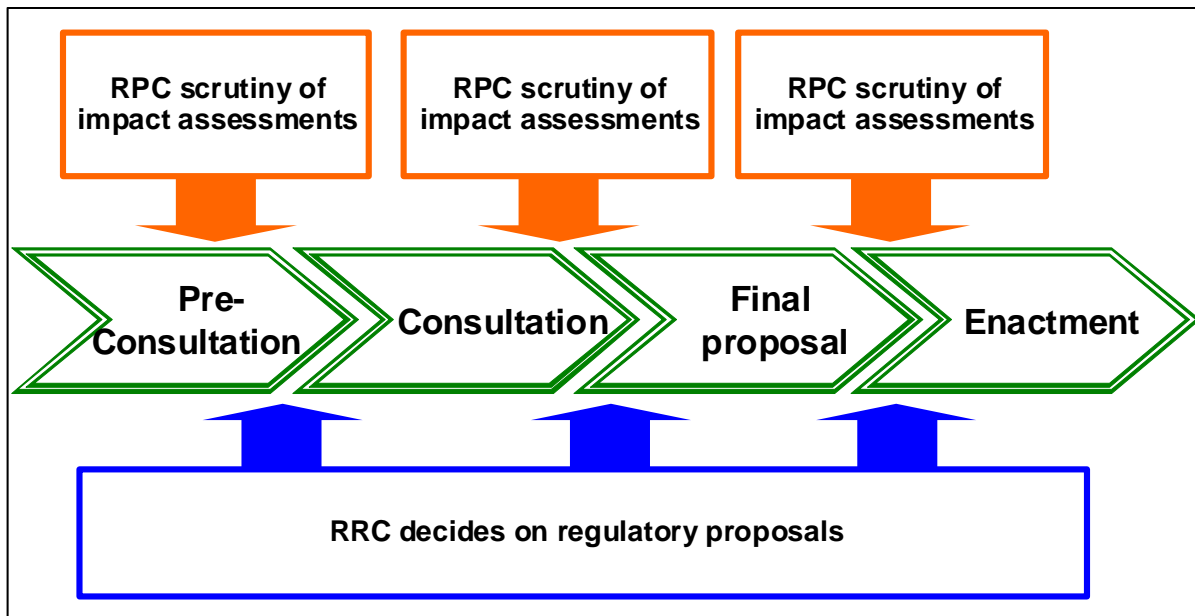 RPC scrutiny of
impact assessments
RPC scrutiny of
impact assessments
RPC scrutiny of
impact assessments
Pre-
Consultation
Consultation
Final
proposal
Enactment
RRC decides on regulatory proposals